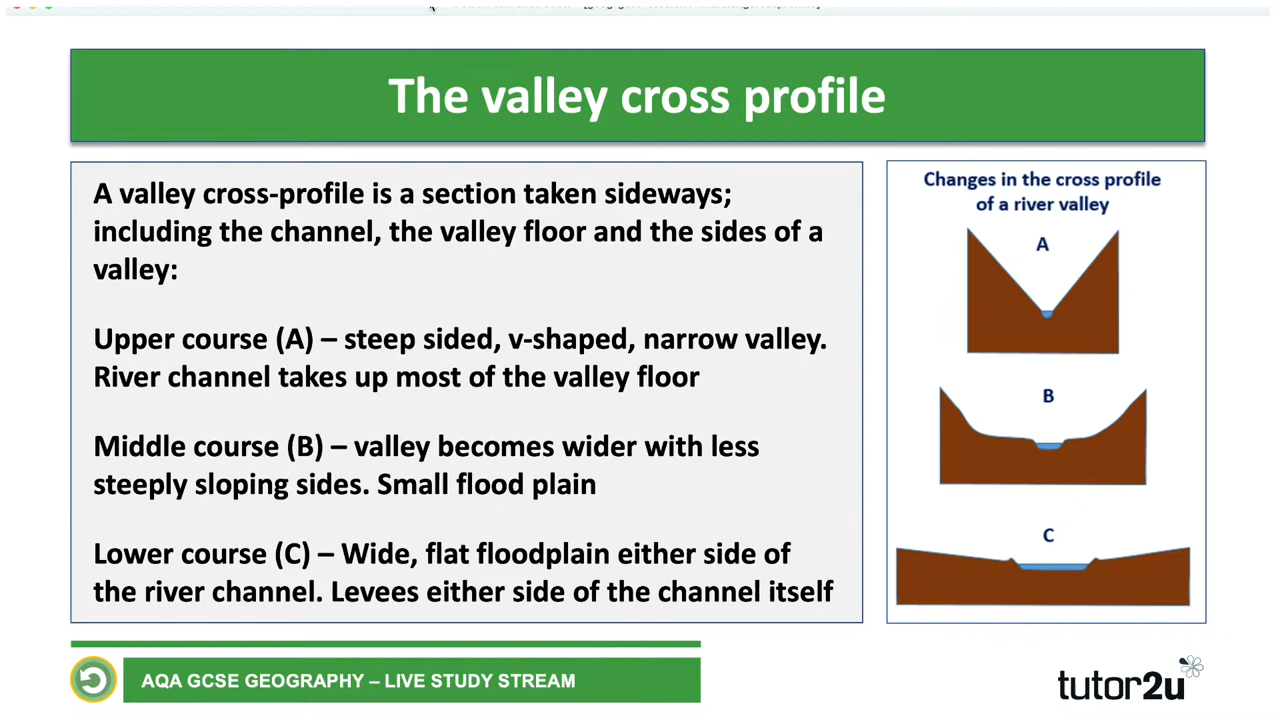 The valley cross profile
A valley cross-profile is a section taken sideways;
including the channel, the valley floor and the sides of a
valley:
Upper course (A) – steep sided, v-shaped, narrow valley.
River channel takes up most of the valley floor
Middle course (B) – valley becomes wider with less
steeply sloping sides. Small flood plain
Lower course (C) – Wide, flat floodplain either side of
the river channel. Levees either side of the channel itself
Changes in the cross profile
of a river valley
A
B
C
AQA GCSE GEOGRAPHY – LIVE STUDY STREAM
tutor2u